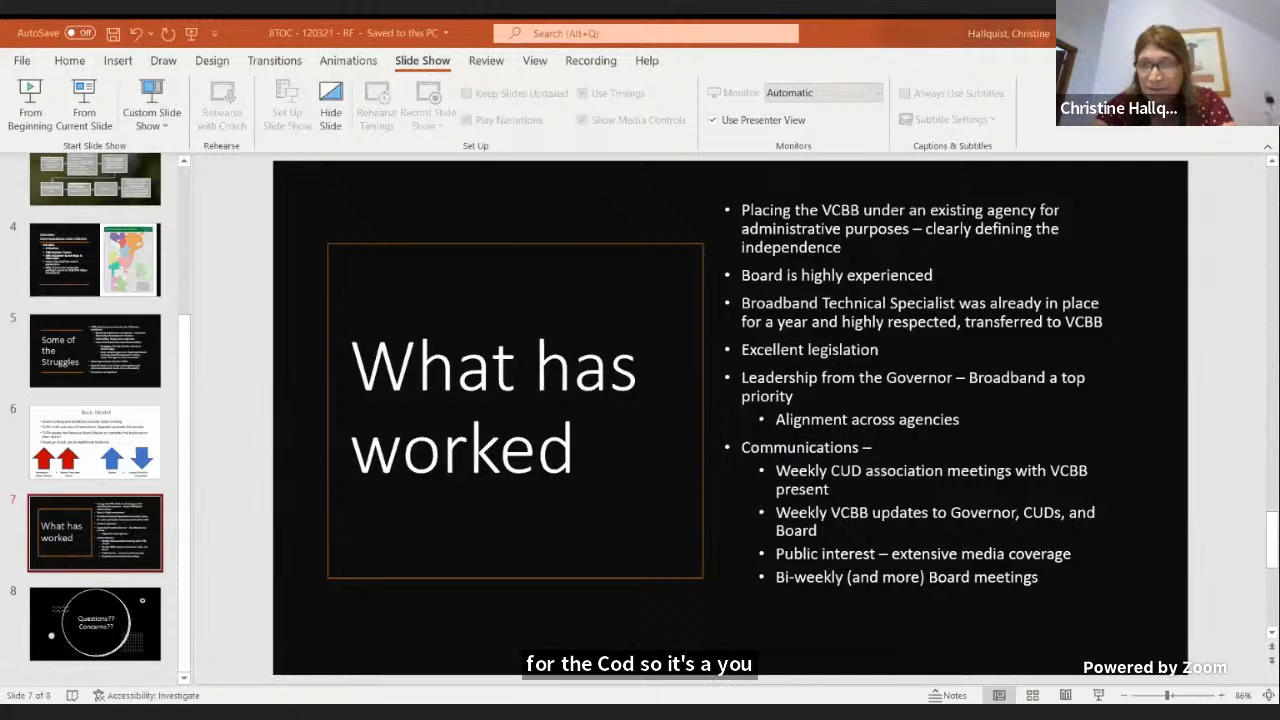 AutoSave Off
JITOC - 120321 - RF - Saved to this PC
Search (Alt+Q)
Hallquist, Christine
File Home Insert Draw Design Transitions Animations Slide Show Review View Recording Help
From Beginning
From Current Slide
Custom Slide Show
Start Slide Show
Rehearse with Coach
Rehearse
Set Up Slide Show
Hide Slide
Rehearse Timings
Record Slide Show
Keep Slides Updated
Play Narrations
Use Timings
Show Media Controls
Set Up
Monitor: Automatic
Use Presenter View
Monitors
Always Use Subtitles
Subtitle Settings
Captions & Subtitles
Christine Hallq...
4
5
Some of
the
Struggles
6
Basic Model
7
What has
worked
8
Questions??
Concerns??
What has
worked
• Placing the VCBB under an existing agency for
administrative purposes – clearly defining the
independence
• Board is highly experienced
• Broadband Technical Specialist was already in place
for a year and highly respected, transferred to VCBB
• Excellent legislation
• Leadership from the Governor – Broadband a top
priority
• Alignment across agencies
• Communications –
• Weekly CUD association meetings with VCBB
present
• Weekly VCBB updates to Governor, CUDs, and
Board
• Public interest – extensive media coverage
• Bi-weekly (and more) Board meetings
for the Cod so it's a you
Powered by Zoom
Slide 7 of 8
Accessibility: Investigate
Notes
86%